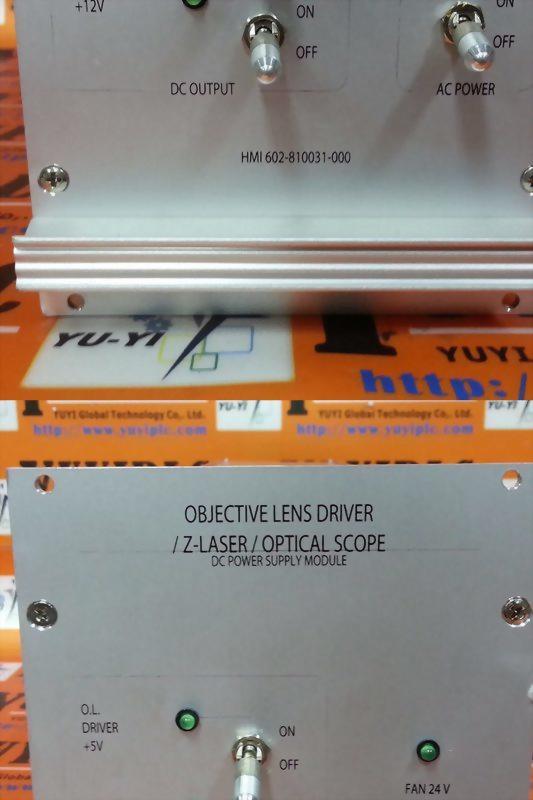 +12V
ON
OFF
DC OUTPUT
ON
OFF
AC POWER
HMI 602-810031-000
YU-YI
YUYI
http:/
YUYI Global Technology Co., Ltd.
http://www.yuyiplc.com
YU-YI
YUYI Global Technology Co., Ltd.
http://www.yuyiplc.com
OBJECTIVE LENS DRIVER
/ Z-LASER / OPTICAL SCOPE
DC POWER SUPPLY MODULE
O.L.
DRIVER
+5V
ON
OFF
FAN 24 V